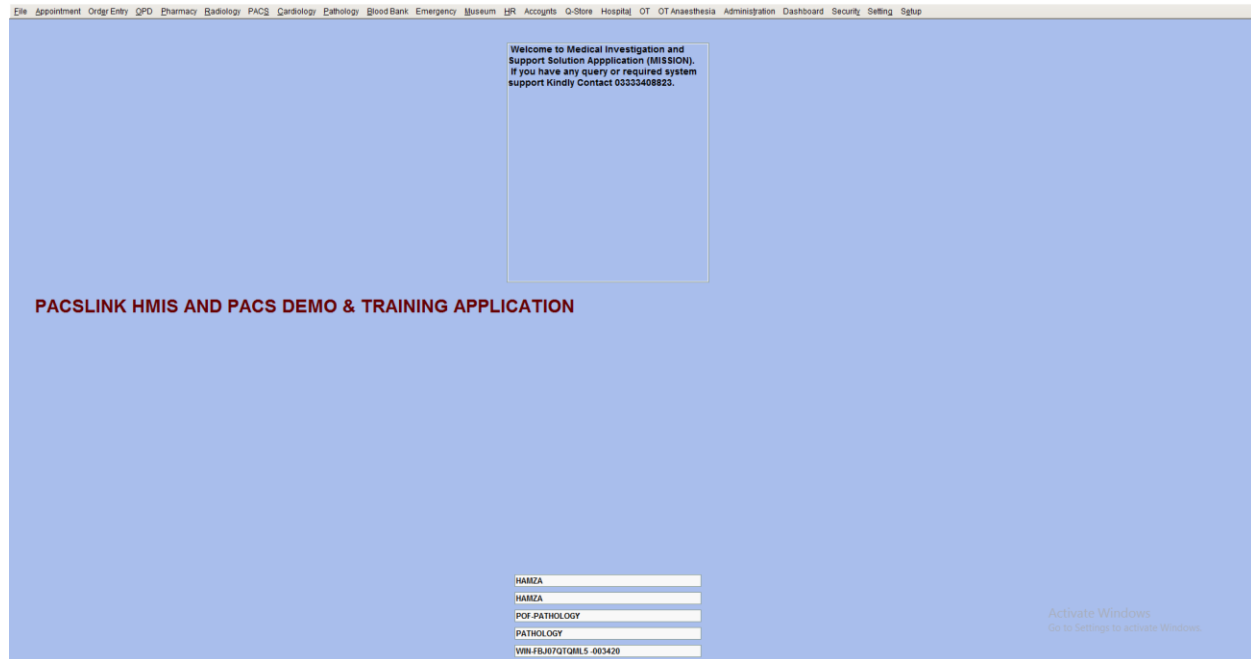 File Appointment Order Entry OPD Pharmacy Radiology PACS Cardiology Pathology Blood Bank Emergency Museum HR Accounts Q-Store Hospital OT OT Anaesthesia Administration Dashboard Security Setting Setup
Welcome to Medical Investigation and
Support Solution Appplication (MISSION).
If you have any query or required system
support Kindly Contact 03333408823.
PACSLINK HMIS AND PACS DEMO & TRAINING APPLICATION
HAMZA
HAMZA
POF-PATHOLOGY
PATHOLOGY
WIN-FBJ07QTQML5 -003420
Activate Windows
Go to Settings to activate Windows.